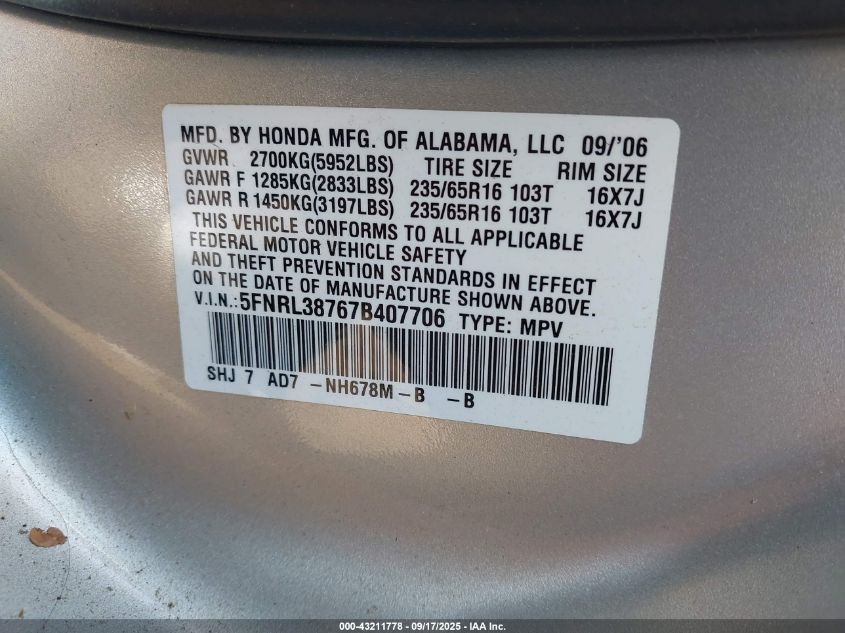 MFD. BY HONDA MFG. OF ALABAMA, LLC 09/'06
GVWR 2700KG(5952LBS) TIRE SIZE RIM SIZE
GAWR F 1285KG(2833LBS) 235/65R16 103T 16X7J
GAWR R 1450KG(3197LBS) 235/65R16 103T 16X7J
THIS VEHICLE CONFORMS TO ALL APPLICABLE
FEDERAL MOTOR VEHICLE SAFETY
AND THEFT PREVENTION STANDARDS IN EFFECT
ON THE DATE OF MANUFACTURE SHOWN ABOVE.
V.I.N.:5FNRL38767B407706 TYPE: MPV
SHJ 7 AD7 -NH678M-B -B
000-43211778 - 09/17/2025 - IAA Inc.